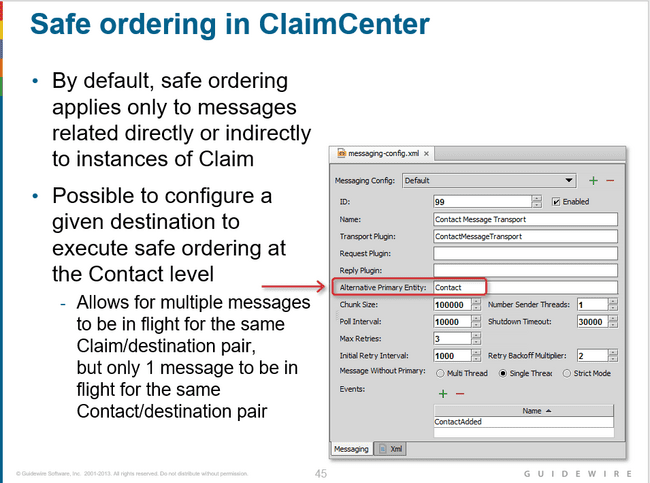 Safe ordering in ClaimCenter
• By default, safe ordering
applies only to messages
related directly or indirectly
to instances of Claim
• Possible to configure a
given destination to
execute safe ordering at
the Contact level
- Allows for multiple messages
to be in flight for the same
Claim/destination pair,
but only 1 message to be in
flight for the same
Contact/destination pair
messaging-config.xml ×
Messaging Config: Default
ID: 99 Enabled
Name: Contact Message Transport
Transport Plugin: ContactMessageTransport
Request Plugin:
Reply Plugin:
Alternative Primary Entity: Contact
Chunk Size: 100000 Number Sender Threads: 1
Poll Interval: 10000 Shutdown Timeout: 30000
Max Retries: 3
Initial Retry Interval: 1000 Retry Backoff Multiplier: 2
Message Without Primary: Multi Thread Single Threac Strict Mode
Events:
Name
ContactAdded
Messaging Xml
© Guidewire Software, Inc. 2001-2013. All rights reserved. Do not distribute without permission.
45
GUIDEWIRE